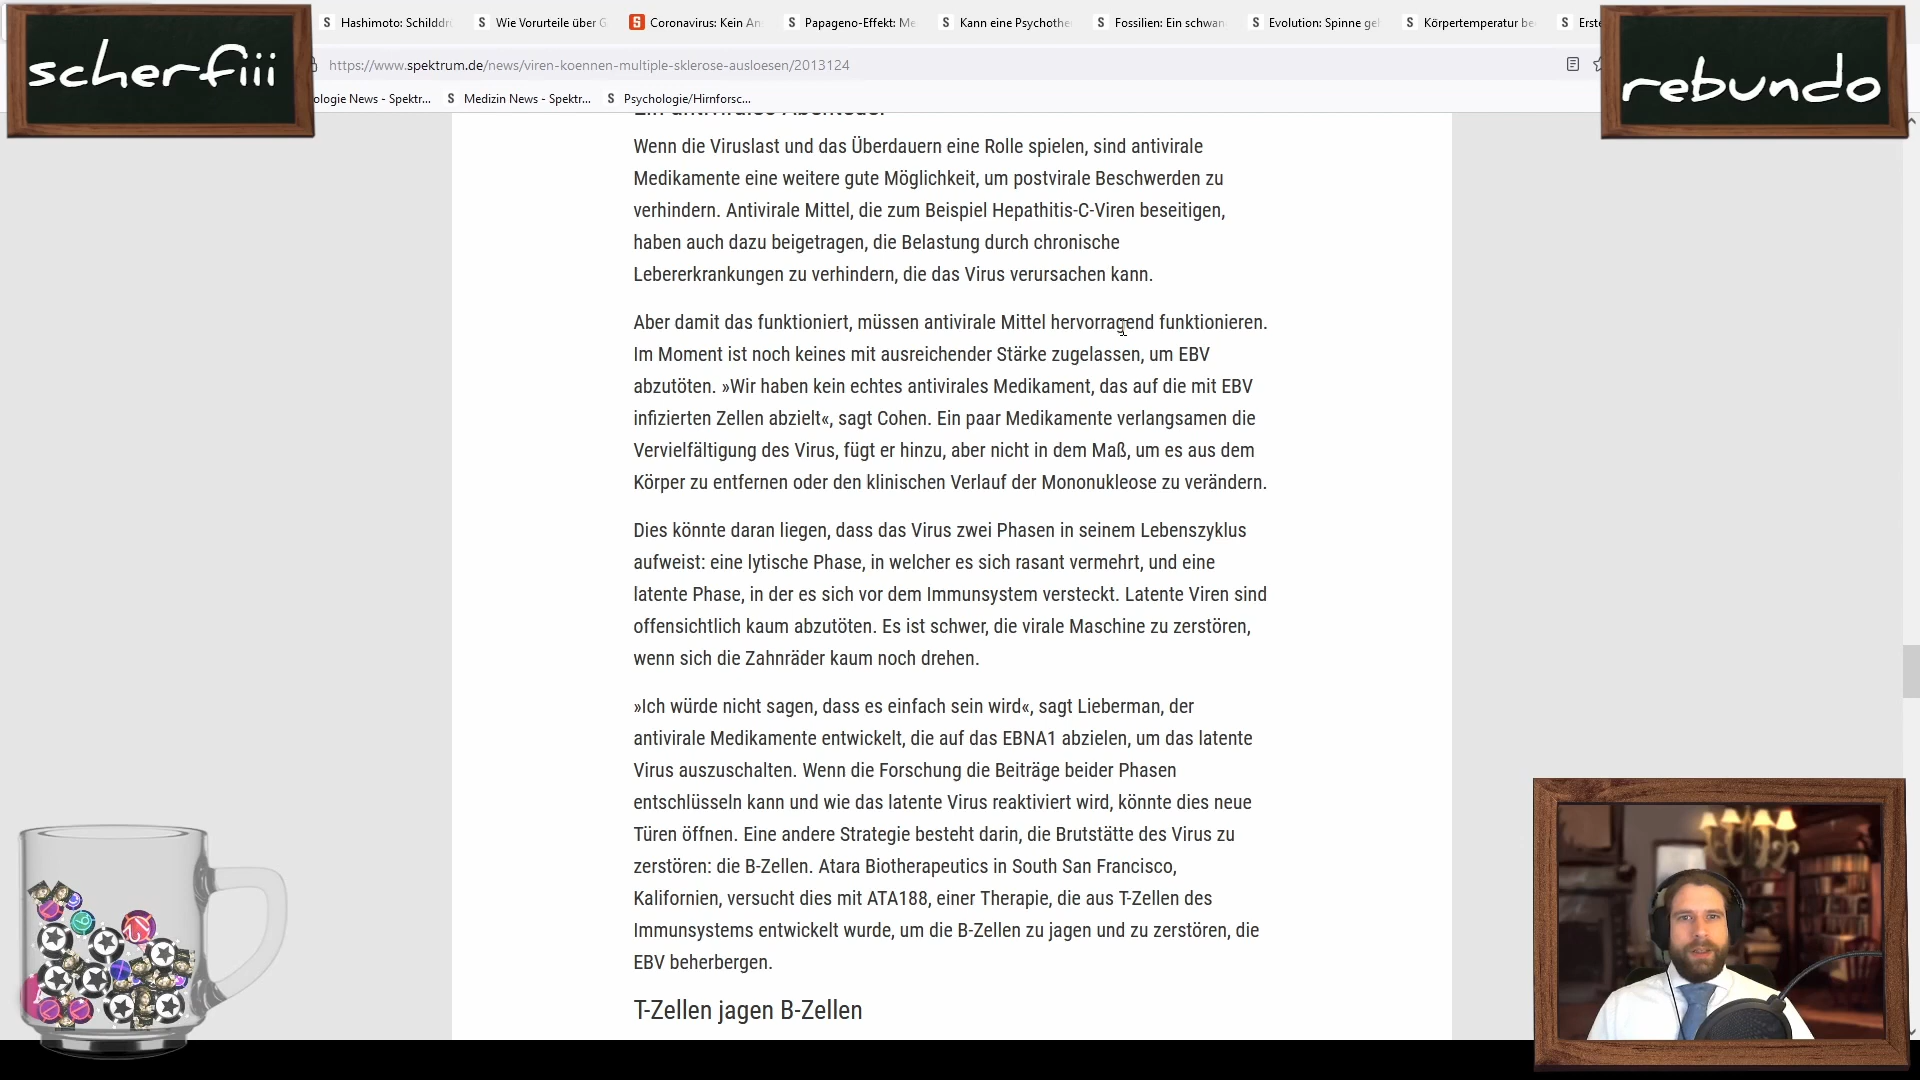 scherfiii
rebundo
Hashimoto: Schilddr
Wie Vorurteile über G
Coronavirus: Kein An
Papageno-Effekt: Me
Kann eine Psychothe
Fossilien: Ein schwan
Evolution: Spinne ge
Körpertemperatur be
Erste
https://www.spektrum.de/news/viren-koennen-multiple-sklerose-ausloesen/2013124
ologie News - Spektr...
Medizin News - Spektr...
Psychologie/Hirnforsc...
Ein antivirales Abenteuer
Wenn die Viruslast und das Überdauern eine Rolle spielen, sind antivirale
Medikamente eine weitere gute Möglichkeit, um postvirale Beschwerden zu
verhindern. Antivirale Mittel, die zum Beispiel Hepathitis-C-Viren beseitigen,
haben auch dazu beigetragen, die Belastung durch chronische
Lebererkrankungen zu verhindern, die das Virus verursachen kann.
Aber damit das funktioniert, müssen antivirale Mittel hervorragend funktionieren.
Im Moment ist noch keines mit ausreichender Stärke zugelassen, um EBV
abzutöten. »Wir haben kein echtes antivirales Medikament, das auf die mit EBV
infizierten Zellen abzielt«, sagt Cohen. Ein paar Medikamente verlangsamen die
Vervielfältigung des Virus, fügt er hinzu, aber nicht in dem Maß, um es aus dem
Körper zu entfernen oder den klinischen Verlauf der Mononukleose zu verändern.
Dies könnte daran liegen, dass das Virus zwei Phasen in seinem Lebenszyklus
aufweist: eine lytische Phase, in welcher es sich rasant vermehrt, und eine
latente Phase, in der es sich vor dem Immunsystem versteckt. Latente Viren sind
offensichtlich kaum abzutöten. Es ist schwer, die virale Maschine zu zerstören,
wenn sich die Zahnräder kaum noch drehen.
»Ich würde nicht sagen, dass es einfach sein wird«, sagt Lieberman, der
antivirale Medikamente entwickelt, die auf das EBNA1 abzielen, um das latente
Virus auszuschalten. Wenn die Forschung die Beiträge beider Phasen
entschlüsseln kann und wie das latente Virus reaktiviert wird, könnte dies neue
Türen öffnen. Eine andere Strategie besteht darin, die Brutstätte des Virus zu
zerstören: die B-Zellen. Atara Biotherapeutics in South San Francisco,
Kalifornien, versucht dies mit ATA188, einer Therapie, die aus T-Zellen des
Immunsystems entwickelt wurde, um die B-Zellen zu jagen und zu zerstören, die
EBV beherbergen.
T-Zellen jagen B-Zellen